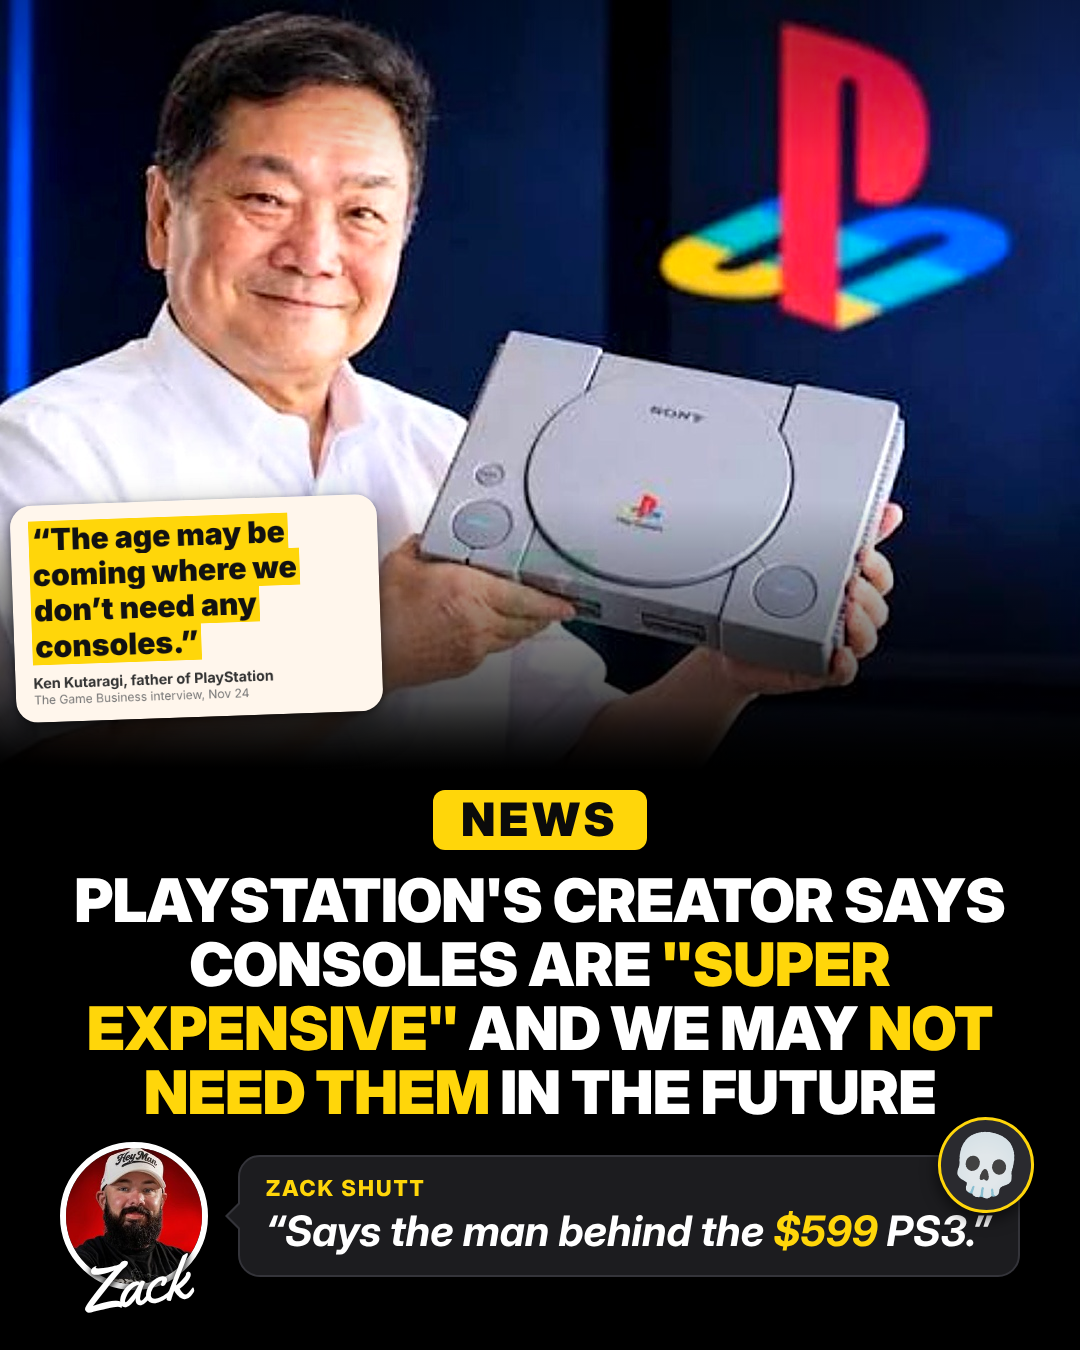 SONY
"The age may be
coming where we
don't need any
consoles."
Ken Kutaragi, father of PlayStation
The Game Business interview, Nov 24
NEWS
PLAYSTATION'S CREATOR SAYS
CONSOLES ARE "SUPER
EXPENSIVE" AND WE MAY NOT
NEED THEM IN THE FUTURE
Hey Man
Zack
ZACK SHUTT
"Says the man behind the $599 PS3."